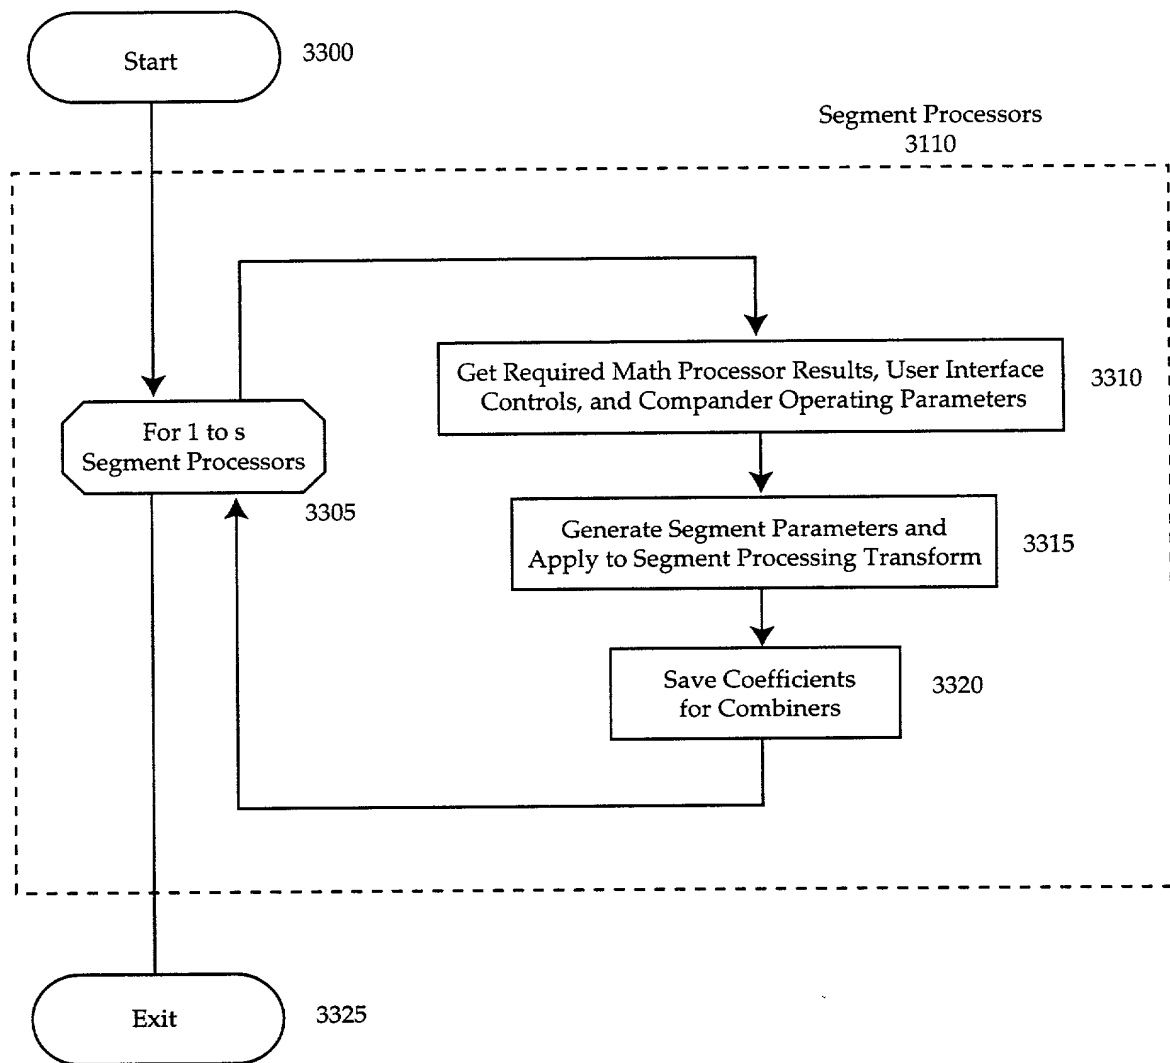 Start
3300
Segment Processors
3110
For 1 to s
Segment Processors
3305
Get Required Math Processor Results, User Interface
Controls, and Compander Operating Parameters
3310
Generate Segment Parameters and
Apply to Segment Processing Transform
3315
Save Coefficients
for Combiners
3320
Exit
3325